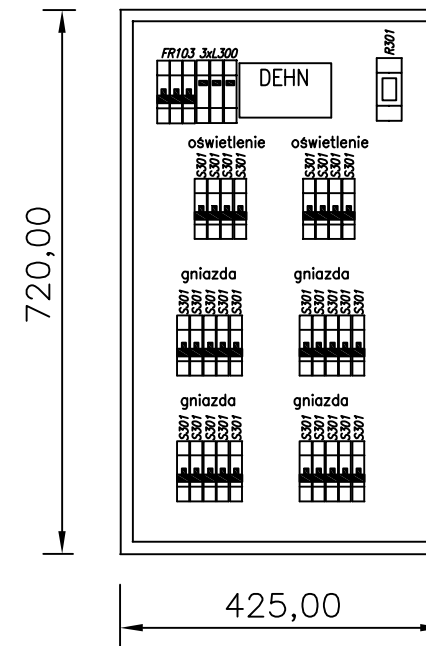 FR103 3xL300
R301
DEHN
oświetlenie oświetlenie
S301 S301 S301 S301 S301 S301 S301 S301
gniazda gniazda
S301 S301 S301 S301 S301 S301 S301 S301 S301 S301
gniazda gniazda
S301 S301 S301 S301 S301 S301 S301 S301 S301 S301
720,00
425,00